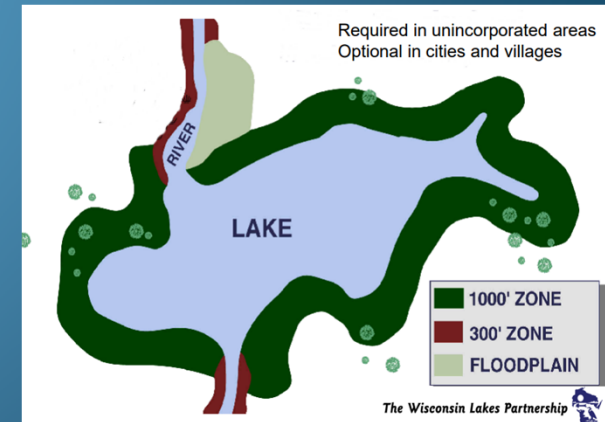 Required in unincorporated areas
Optional in cities and villages
RIVER
LAKE
1000' ZONE
300' ZONE
FLOODPLAIN
The Wisconsin Lakes Partnership